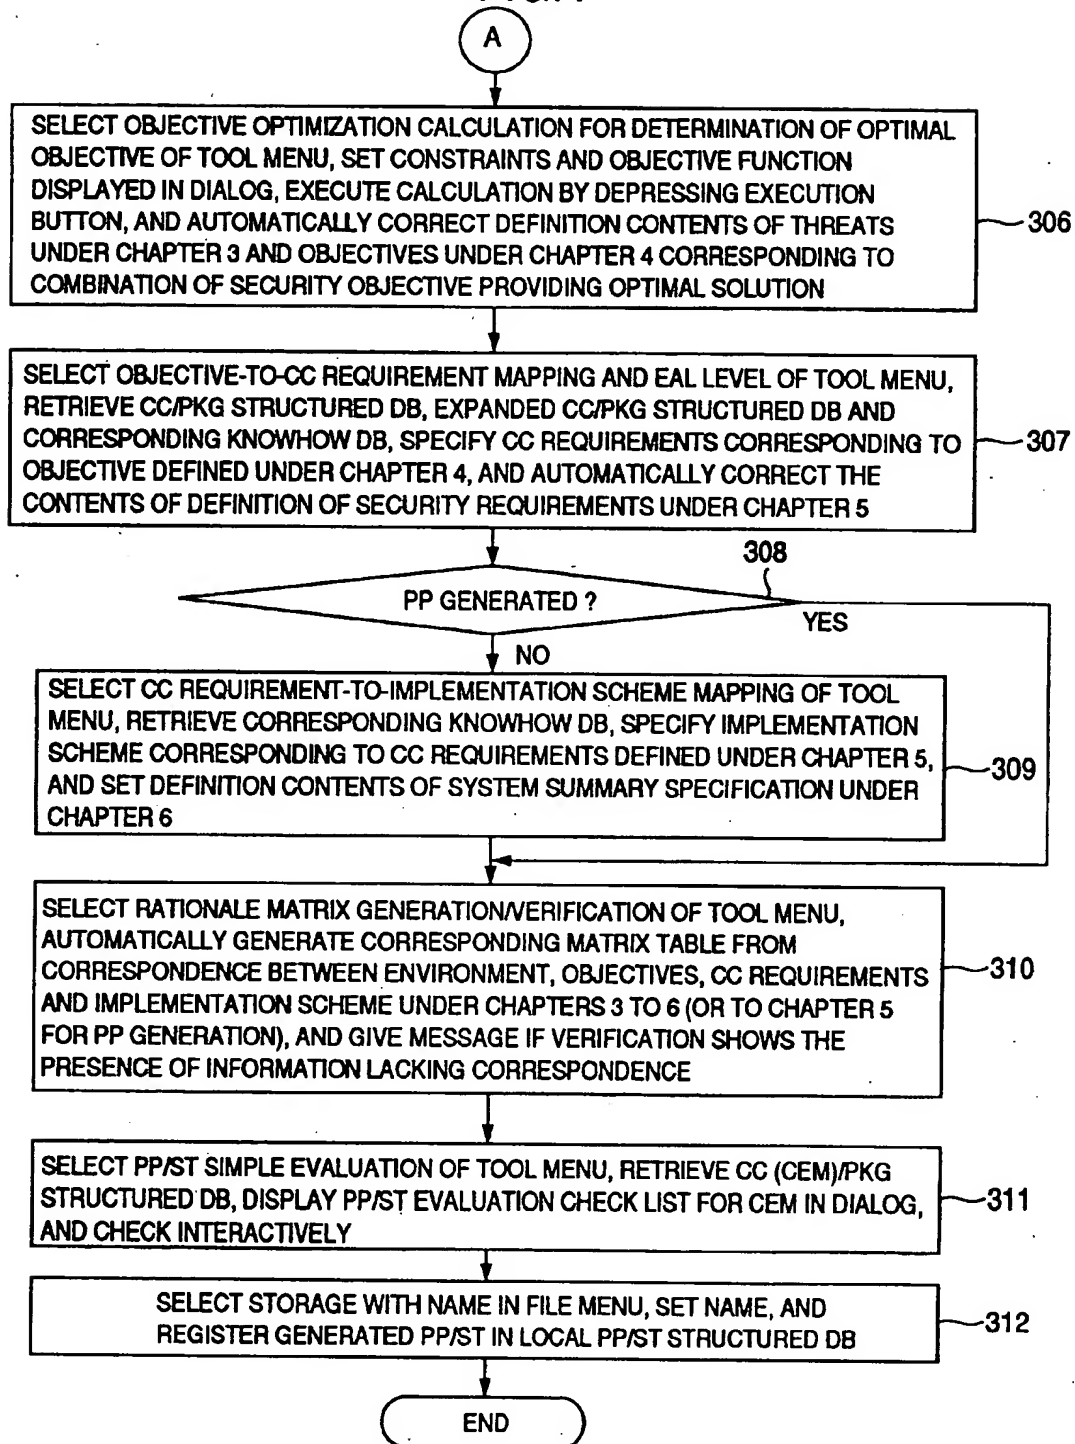 A
SELECT OBJECTIVE OPTIMIZATION CALCULATION FOR DETERMINATION OF OPTIMAL
OBJECTIVE OF TOOL MENU, SET CONSTRAINTS AND OBJECTIVE FUNCTION
DISPLAYED IN DIALOG, EXECUTE CALCULATION BY DEPRESSING EXECUTION
BUTTON, AND AUTOMATICALLY CORRECT DEFINITION CONTENTS OF THREATS
UNDER CHAPTER 3 AND OBJECTIVES UNDER CHAPTER 4 CORRESPONDING TO
COMBINATION OF SECURITY OBJECTIVE PROVIDING OPTIMAL SOLUTION
306
SELECT OBJECTIVE-TO-CC REQUIREMENT MAPPING AND EAL LEVEL OF TOOL MENU,
RETRIEVE CC/PKG STRUCTURED DB, EXPANDED CC/PKG STRUCTURED DB AND
CORRESPONDING KNOWHOW DB, SPECIFY CC REQUIREMENTS CORRESPONDING TO
OBJECTIVE DEFINED UNDER CHAPTER 4, AND AUTOMATICALLY CORRECT THE
CONTENTS OF DEFINITION OF SECURITY REQUIREMENTS UNDER CHAPTER 5
307
308
PP GENERATED ?
YES
NO
SELECT CC REQUIREMENT-TO-IMPLEMENTATION SCHEME MAPPING OF TOOL
MENU, RETRIEVE CORRESPONDING KNOWHOW DB, SPECIFY IMPLEMENTATION
SCHEME CORRESPONDING TO CC REQUIREMENTS DEFINED UNDER CHAPTER 5,
AND SET DEFINITION CONTENTS OF SYSTEM SUMMARY SPECIFICATION UNDER
CHAPTER 6
309
SELECT RATIONALE MATRIX GENERATION/VERIFICATION OF TOOL MENU,
AUTOMATICALLY GENERATE CORRESPONDING MATRIX TABLE FROM
CORRESPONDENCE BETWEEN ENVIRONMENT, OBJECTIVES, CC REQUIREMENTS
AND IMPLEMENTATION SCHEME UNDER CHAPTERS 3 TO 6 (OR TO CHAPTER 5
FOR PP GENERATION), AND GIVE MESSAGE IF VERIFICATION SHOWS THE
PRESENCE OF INFORMATION LACKING CORRESPONDENCE
310
SELECT PP/ST SIMPLE EVALUATION OF TOOL MENU, RETRIEVE CC (CEM)/PKG
STRUCTURED DB, DISPLAY PP/ST EVALUATION CHECK LIST FOR CEM IN DIALOG,
AND CHECK INTERACTIVELY
311
SELECT STORAGE WITH NAME IN FILE MENU, SET NAME, AND
REGISTER GENERATED PP/ST IN LOCAL PP/ST STRUCTURED DB
312
END